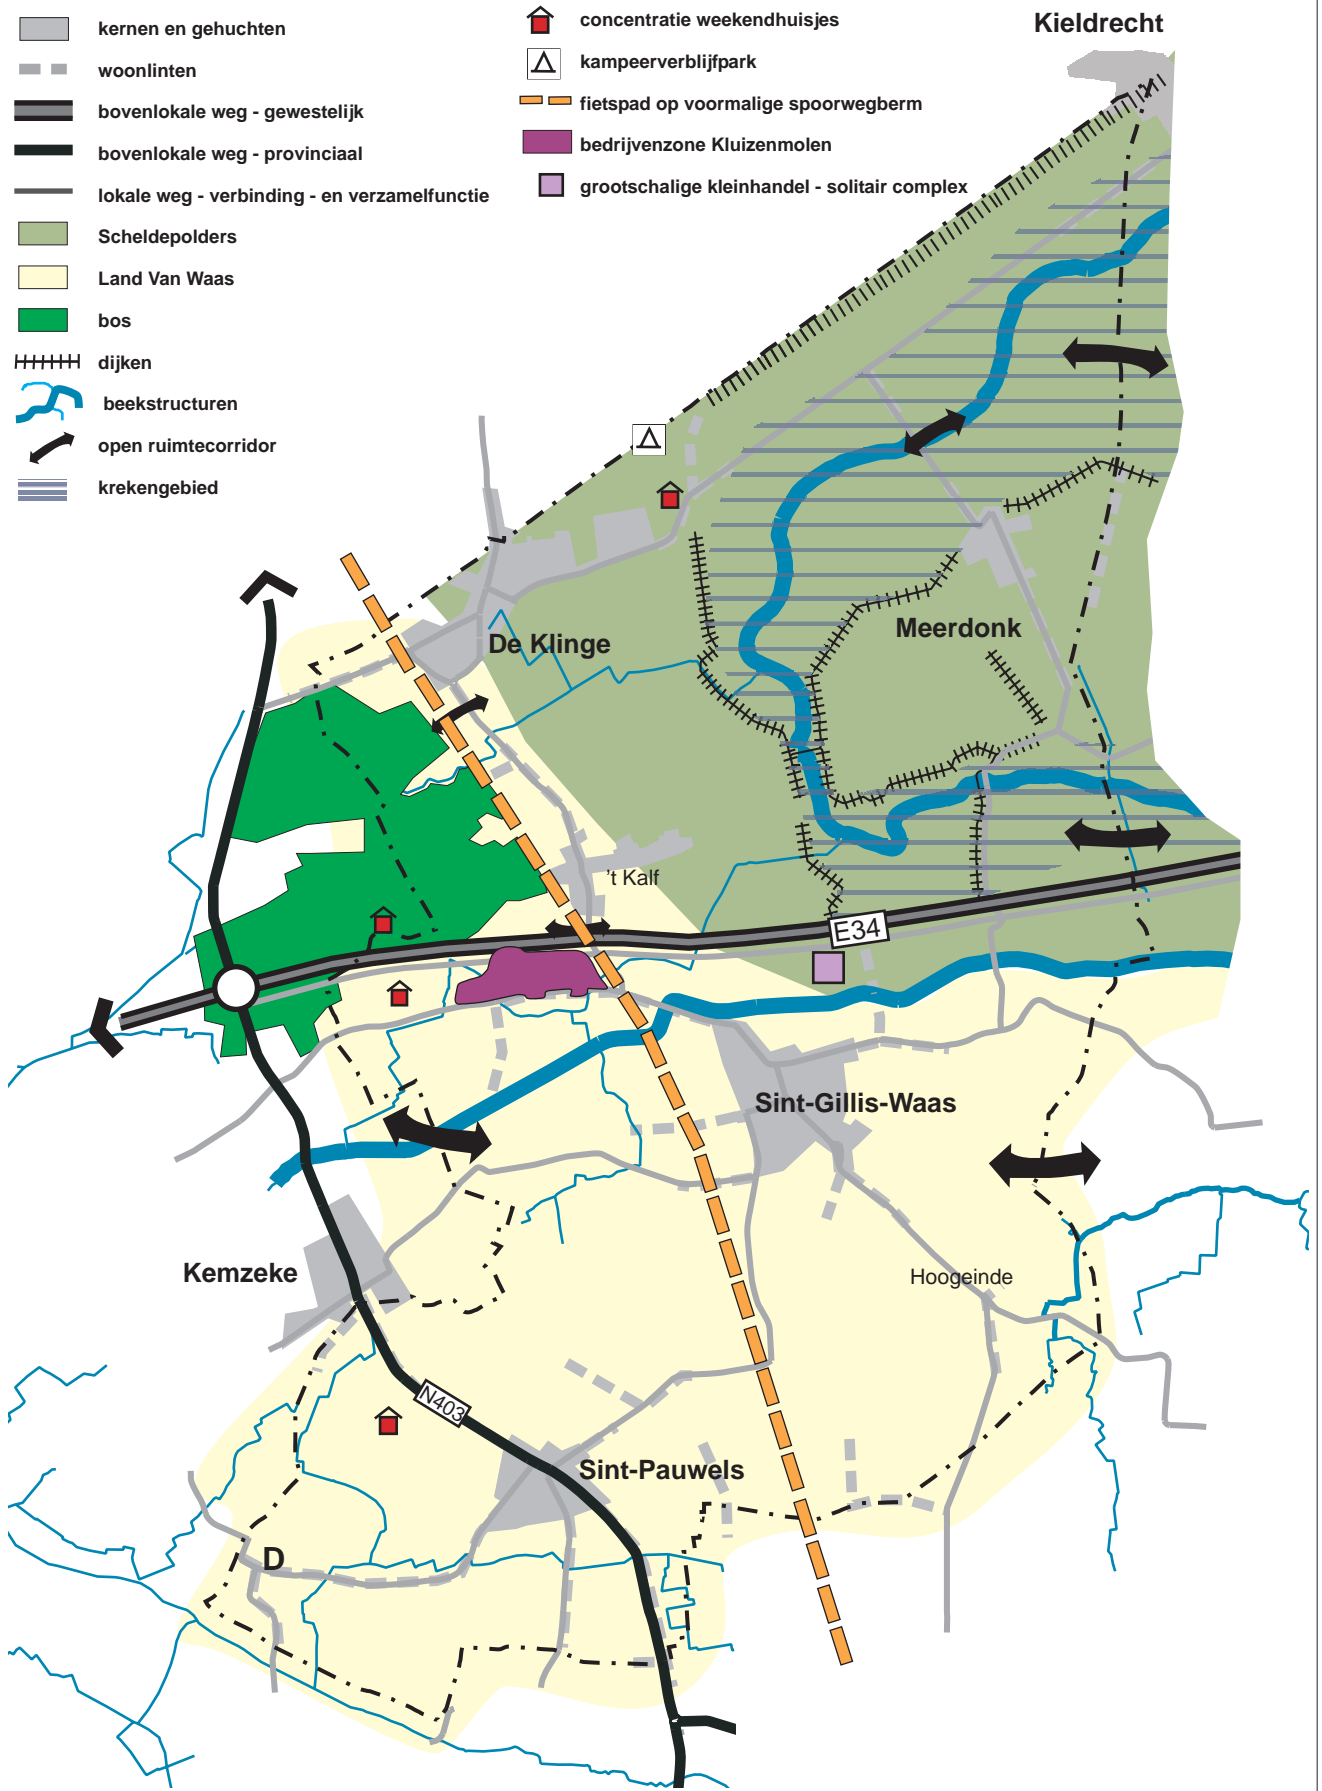 kernen en gehuchten
woonlinten
bovenlokale weg - gewestelijk
bovenlokale weg - provinciaal
lokale weg - verbinding - en verzamelfunctie
Scheldepolders
Land Van Waas
bos
dijken
beekstructuren
open ruimtecorridor
krekengebied
concentratie weekendhuisjes
kampeerverblijfpark
fietspad op voormalige spoorwegberm
bedrijvenzone Kluizenmolen
grootschalige kleinhandel - solitair complex
Kieldrecht
Meerdonk
De Klinge
't Kalf
E34
Sint-Gillis-Waas
Kemzeke
Hoogeinde
N403
Sint-Pauwels
D